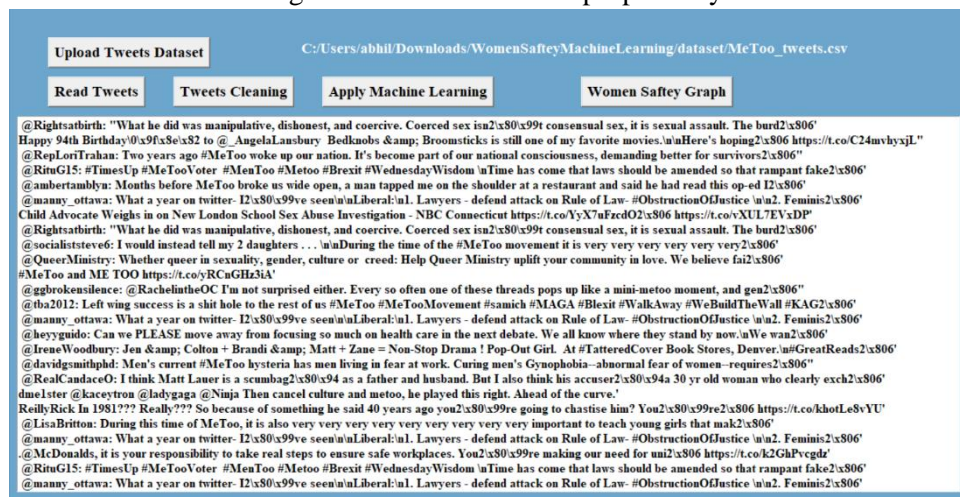 Upload Tweets Dataset
C:/Users/abhil/Downloads/WomenSafteyMachineLearning/dataset/MeToo_tweets.csv
Read Tweets
Tweets Cleaning
Apply Machine Learning
Women Saftey Graph
@Rightsatbirth: "What he did was manipulative, dishonest, and coercive. Coerced sex isn2\x80\x99t consensual sex, it is sexual assault. The burd2\x806'
Happy 94th Birthday\0\x9f\x8e\x82 to @_AngelaLansbury Bedknobs &amp; Broomsticks is still one of my favorite movies.\n\nHere's hoping2\x806 https://t.co/C24mvhyxjL"
@RepLoriTrahan: Two years ago #MeToo woke up our nation. It's become part of our national consciousness, demanding better for survivors2\x806"
@RituG15: #TimesUp #MeTooVoter #MenToo #Metoo #Brexit #WednesdayWisdom \nTime has come that laws should be amended so that rampant fake2\x806'
@ambertamblyn: Months before MeToo broke us wide open, a man tapped me on the shoulder at a restaurant and said he had read this op-ed I2\x806'
@manny_ottawa: What a year on twitter- I2\x80\x99ve seen\n\nLiberal:\n1. Lawyers - defend attack on Rule of Law- #ObstructionOfJustice \n\n2. Feminis2\x806'
Child Advocate Weighs in on New London School Sex Abuse Investigation - NBC Connecticut https://t.co/YyX7uFzcdO2\x806 https://t.co/vXUL7EVxDP'
@Rightsatbirth: "What he did was manipulative, dishonest, and coercive. Coerced sex isn2\x80\x99t consensual sex, it is sexual assault. The burd2\x806'
@socialiststeve6: I would instead tell my 2 daughters . . . \n\nDuring the time of the #MeToo movement it is very very very very very very2\x806'
@QueerMinistry: Whether queer in sexuality, gender, culture or  creed: Help Queer Ministry uplift your community in love. We believe fai2\x806'
#MeToo and ME TOO https://t.co/yRCnGHz3iA'
@ggbrokensilence: @RachelintheOC I'm not surprised either. Every so often one of these threads pops up like a mini-metoo moment, and gen2\x806"
@tba2012: Left wing success is a shit hole to the rest of us #MeToo #MeTooMovement #samich #MAGA #Blexit #WalkAway #WeBuildTheWall #KAG2\x806'
@manny_ottawa: What a year on twitter- I2\x80\x99ve seen\n\nLiberal:\n1. Lawyers - defend attack on Rule of Law- #ObstructionOfJustice \n\n2. Feminis2\x806'
@heyyguido: Can we PLEASE move away from focusing so much on health care in the next debate. We all know where they stand by now.\nWe wan2\x806"
@IreneWoodbury: Jen &amp; Colton + Brandi &amp; Matt + Zane = Non-Stop Drama ! Pop-Out Girl.  At #TatteredCover Book Stores, Denver.\n#GreatReads2\x806'
@davidgsmithphd: Men's current #MeToo hysteria has men living in fear at work. Curing men's Gynophobia--abnormal fear of women--requires2\x806"
@RealCandaceO: I think Matt Lauer is a scumbag2\x80\x94 as a father and husband. But I also think his accuser2\x80\x94a 30 yr old woman who clearly exch2\x806'
dme1ster @kaceytron @ladygaga @Ninja Then cancel culture and metoo, he played this right. Ahead of the curve.'
ReillyRick In 1981??? Really??? So because of something he said 40 years ago you2\x80\x99re going to chastise him? You2\x80\x99re2\x806 https://t.co/khotLe8vYU'
@LisaBritton: During this time of MeToo, it is also very very very very very very very very very important to teach young girls that mak2\x806'
@manny_ottawa: What a year on twitter- I2\x80\x99ve seen\n\nLiberal:\n1. Lawyers - defend attack on Rule of Law- #ObstructionOfJustice \n\n2. Feminis2\x806'
.@McDonalds, it is your responsibility to take real steps to ensure safe workplaces. You2\x80\x99re making our need for uni2\x806 https://t.co/k2GhPvcgdz'
@RituG15: #TimesUp #MeTooVoter #MenToo #Metoo #Brexit #WednesdayWisdom \nTime has come that laws should be amended so that rampant fake2\x806'
@manny_ottawa: What a year on twitter- I2\x80\x99ve seen\n\nLiberal:\n1. Lawyers - defend attack on Rule of Law- #ObstructionOfJustice \n\n2. Feminis2\x806'